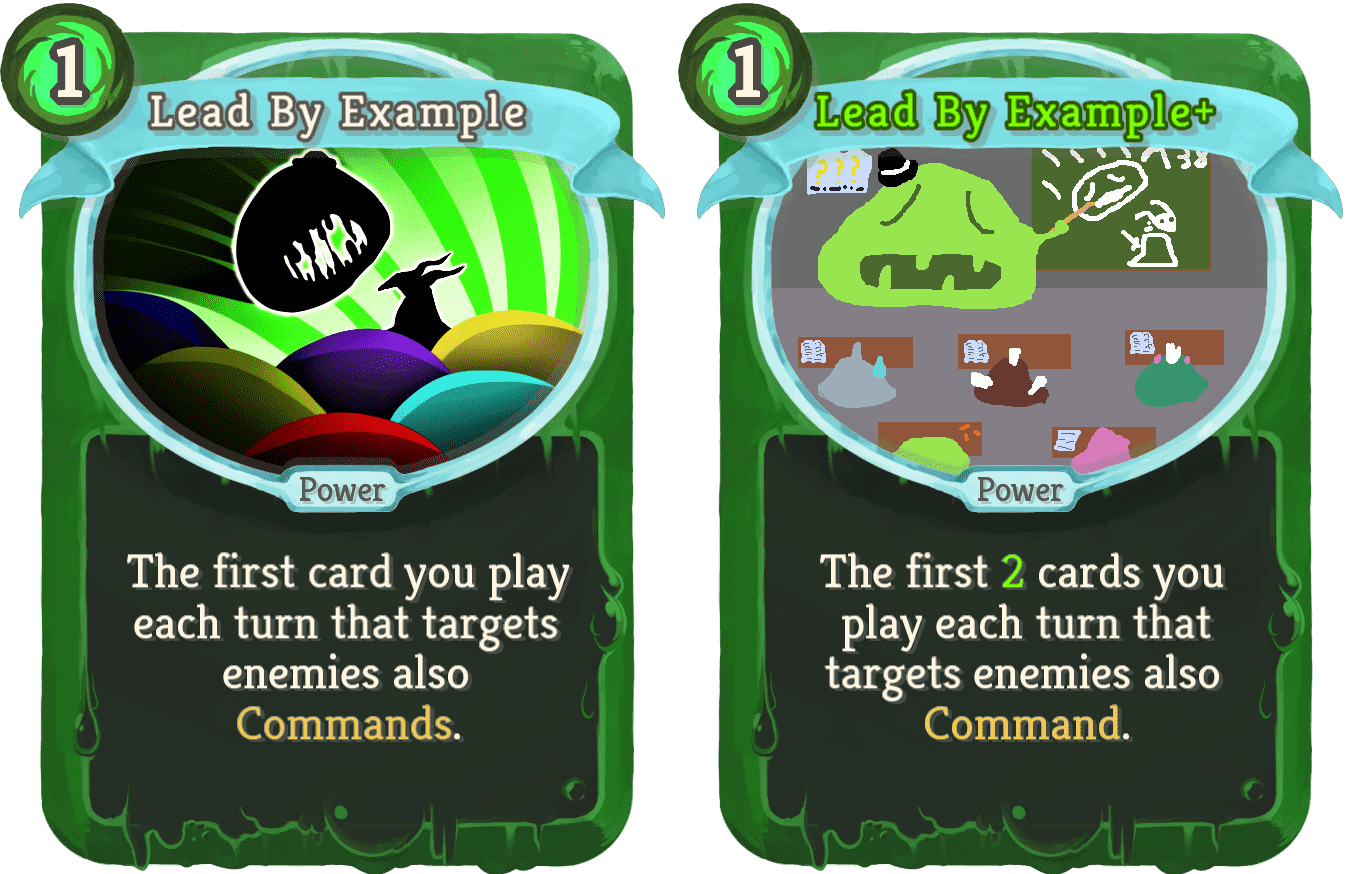 1
Lead By Example
Power
The first card you play
each turn that targets
enemies also
Commands.
1
Lead By Example+
???
Power
The first 2 cards you
play each turn that
targets enemies also
Command.